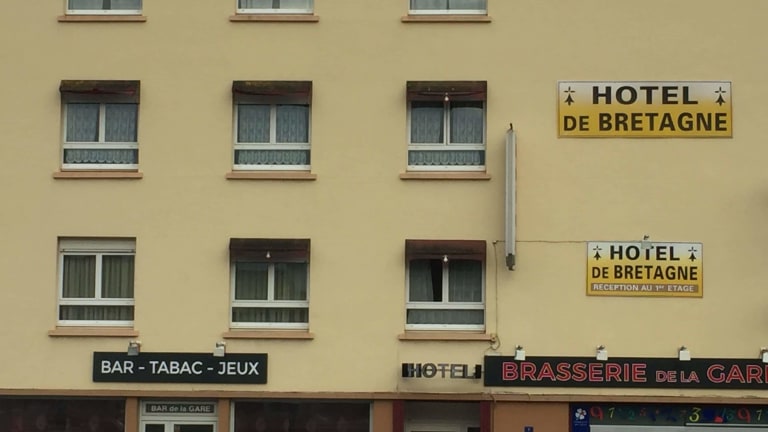 HOTEL
DE BRETAGNE
HOTEL
DE BRETAGNE
RECEPTION AU 1ER ETAGE
BAR - TABAC - JEUX
HOTEL
BRASSERIE DE LA GARE
BAR de la GARE